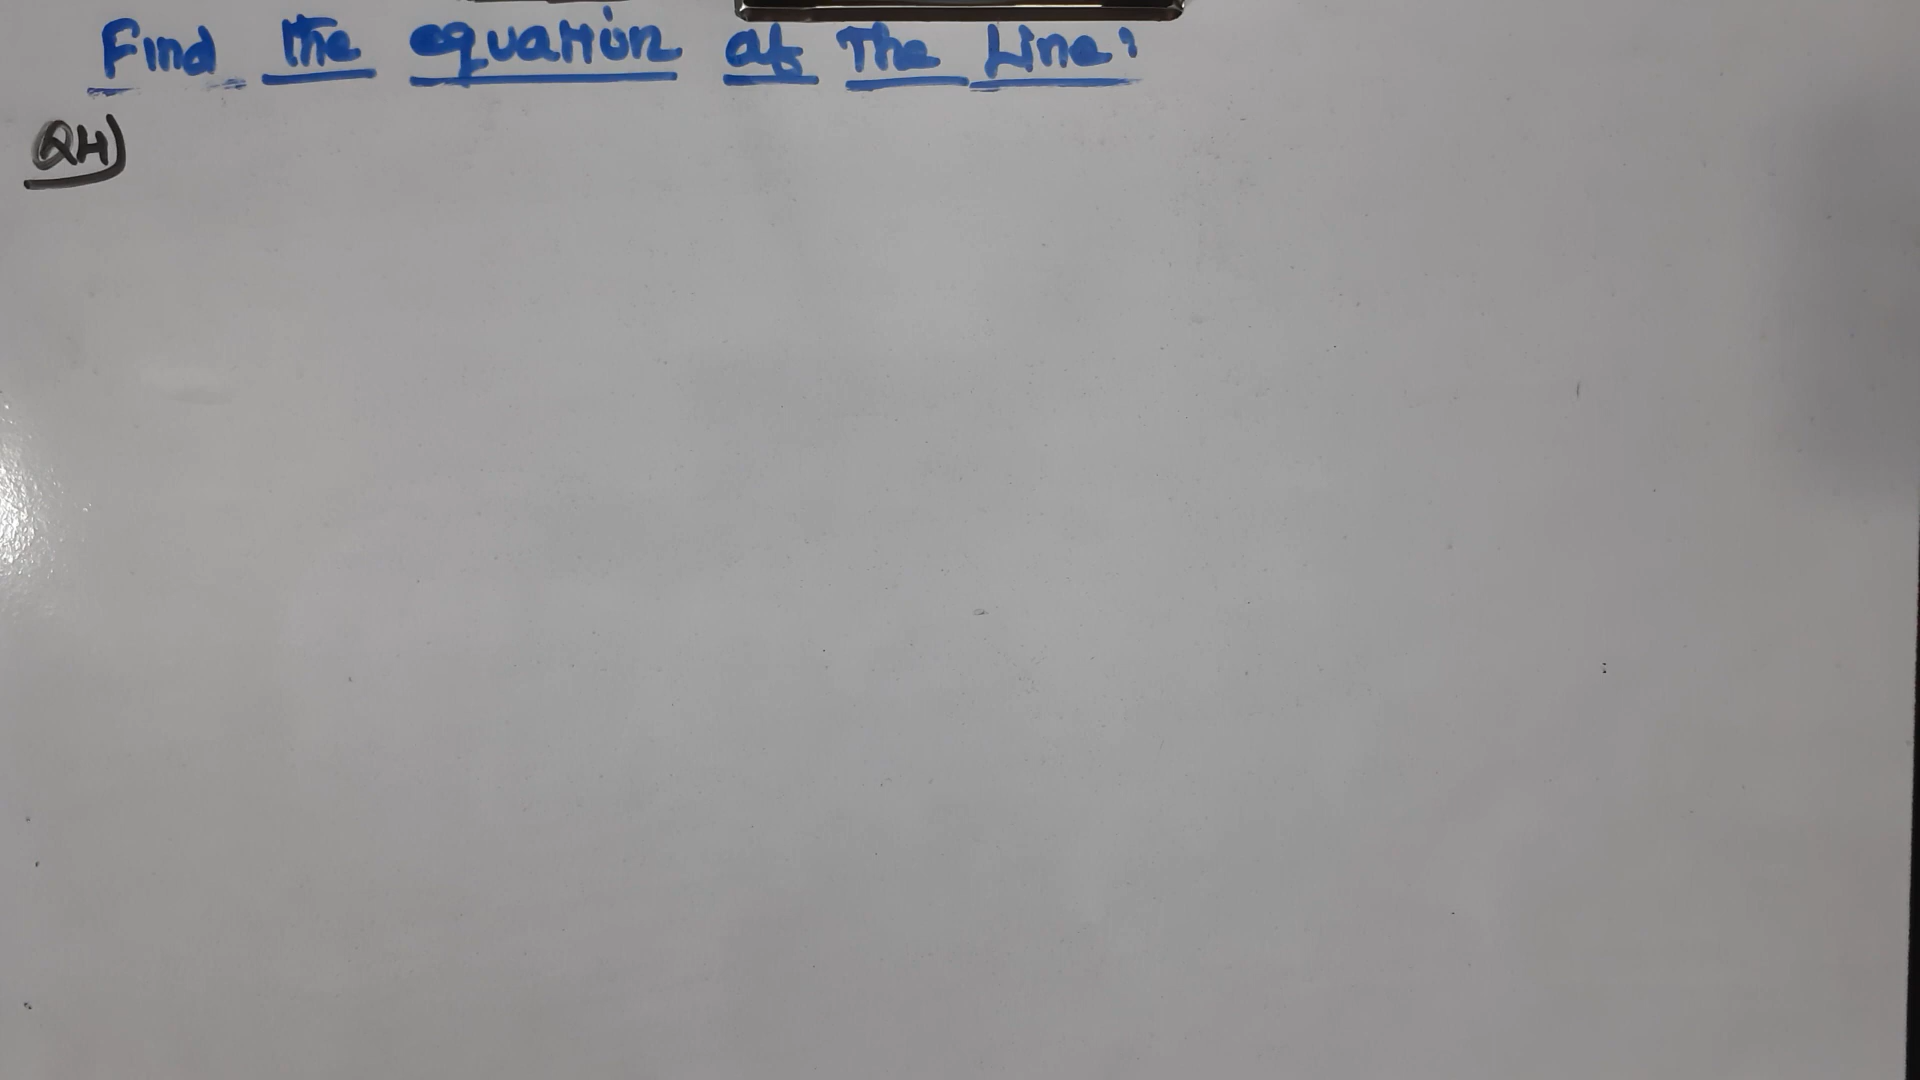 Find the equation of the Line:
Q4)